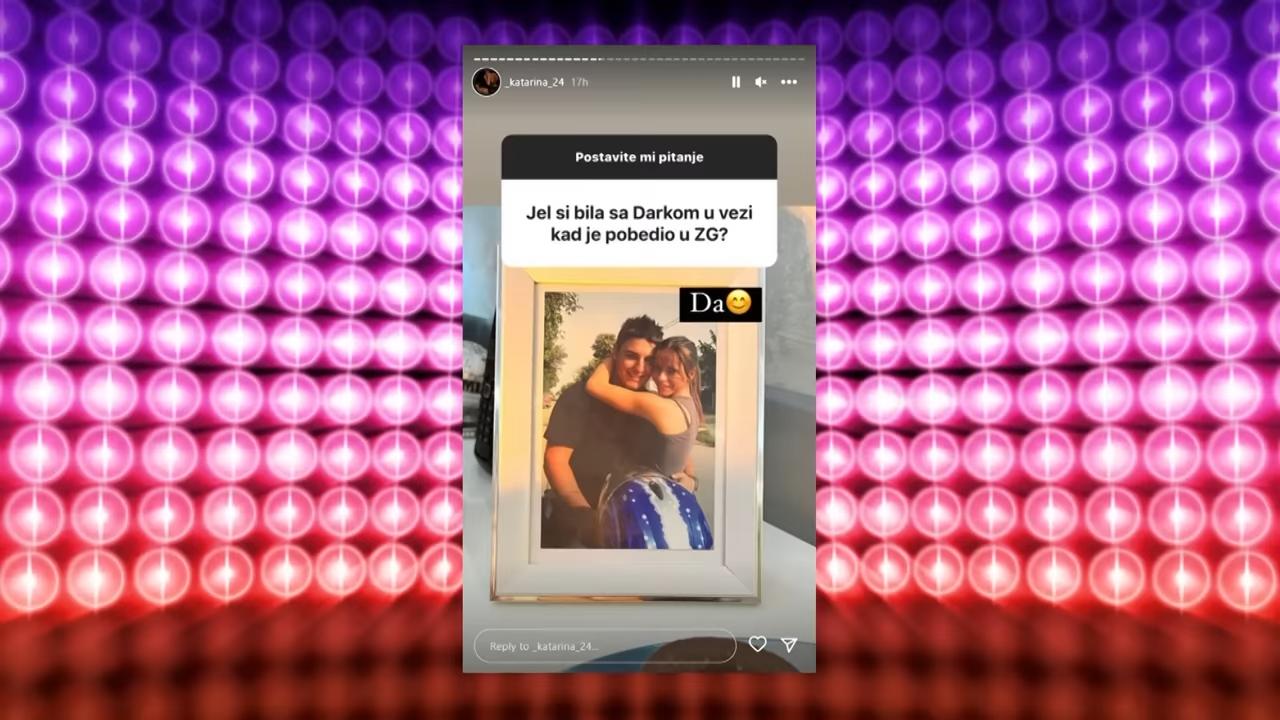 _katarina_24 17h
Postavite mi pitanje
Jel si bila sa Darkom u vezi
kad je pobedio u ZG?
Da😊
Reply to _katarina_24...